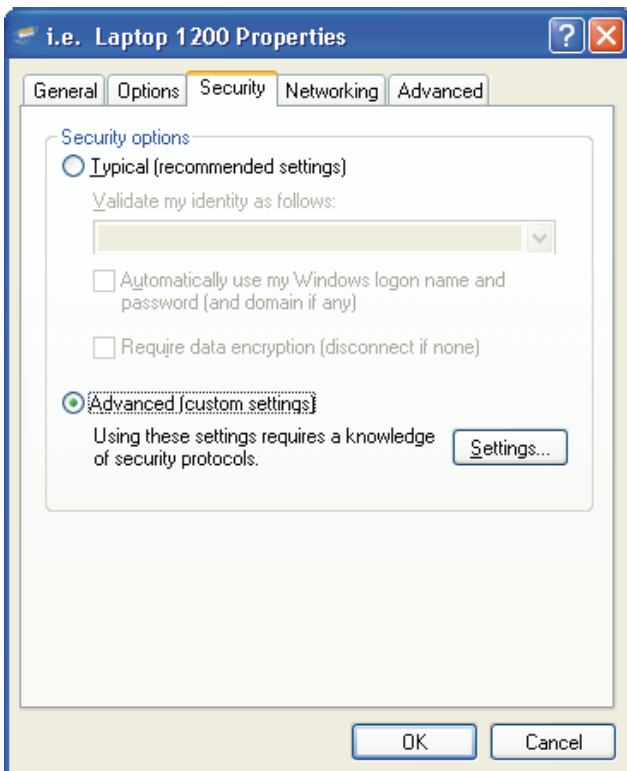 i.e. Laptop 1200 Properties
General Options Security Networking Advanced
Security options
Typical (recommended settings)
Validate my identity as follows:
Automatically use my Windows logon name and
password (and domain if any)
Require data encryption (disconnect if none)
Advanced (custom settings)
Using these settings requires a knowledge
of security protocols.
Settings...
OK Cancel